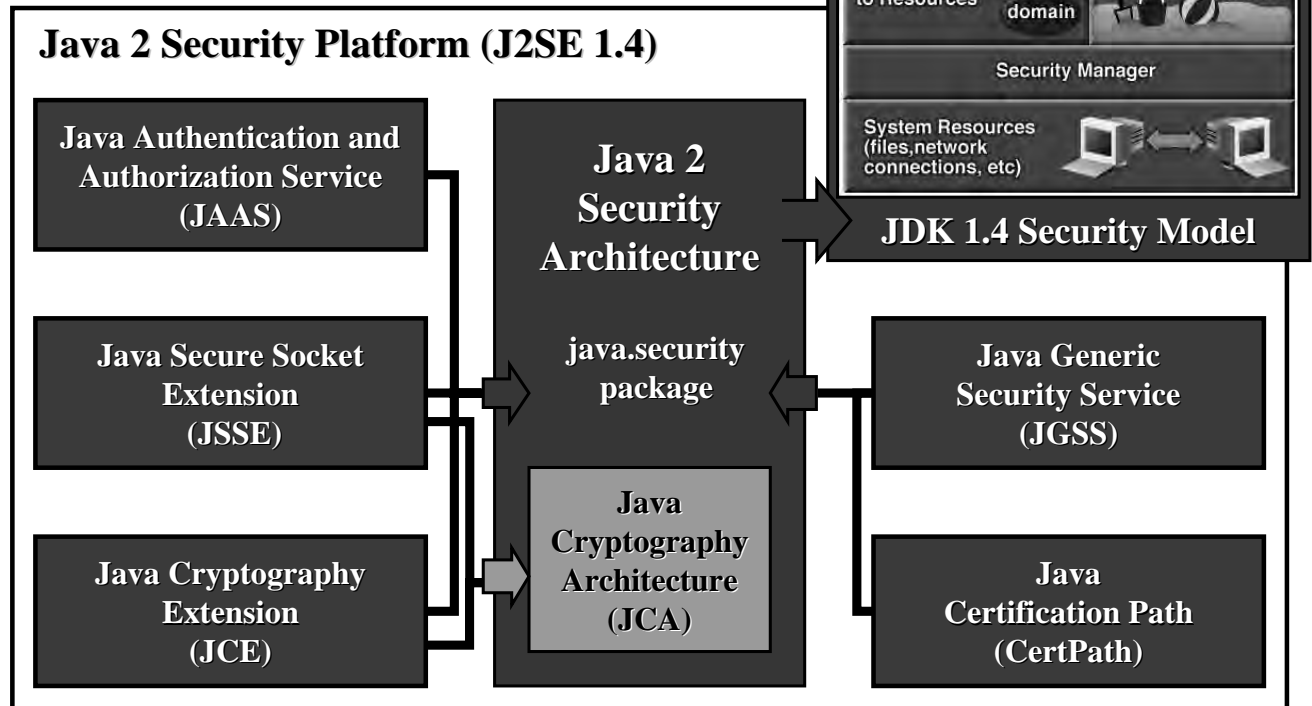 to Resources
domain
Java 2 Security Platform (J2SE 1.4)
Security Manager
System Resources
(files,network
connections, etc)
JDK 1.4 Security Model
Java Authentication and
Authorization Service
(JAAS)
Java 2
Security
Architecture
java.security
package
Java Secure Socket
Extension
(JSSE)
Java Generic
Security Service
(JGSS)
Java
Cryptography
Architecture
(JCA)
Java Cryptography
Extension
(JCE)
Java
Certification Path
(CertPath)